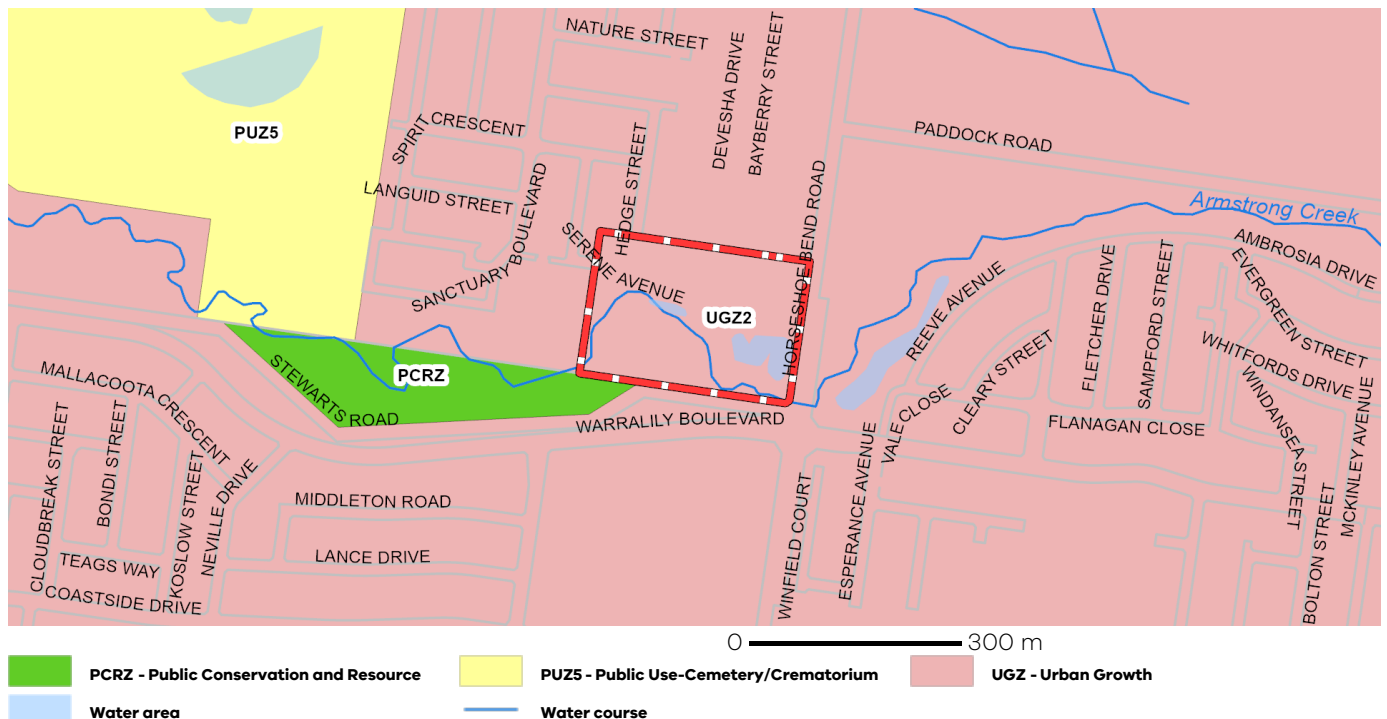 NATURE STREET
DEVESHA DRIVE
BAYBERRY STREET
PUZ5
SPIRIT
CRESCENT
HEDGE STREET
PADDOCK ROAD
LANGUID STREET
SANCTUARY BOULEVARD
SERENE AVENUE
HORSESHOE BEND ROAD
Armstrong Creek
AMBROSIA DRIVE
EVERGREEN STREET
REEVE AVENUE
FLETCHER DRIVE
SAMPFORD STREET
UGZ2
WHITFORDS DRIVE
CLEARY STREET
WINDANSEA STREET
PCRZ
MALLACOOTA CRESCENT
STEWARTS ROAD
WARRALILY BOULEVARD
VALE CLOSE
FLANAGAN CLOSE
MCKINLEY AVENUE
CLOUDBREAK STREET
BONDI STREET
KOSLOW STREET
NEVILLE DRIVE
MIDDLETON ROAD
WINFIELD COURT
ESPERANCE AVENUE
BOLTON STREET
TEAGS WAY
LANCE DRIVE
COASTSIDE DRIVE
0 300 m
PCRZ - Public Conservation and Resource
PUZ5 - Public Use-Cemetery/Crematorium
UGZ - Urban Growth
Water area
Water course